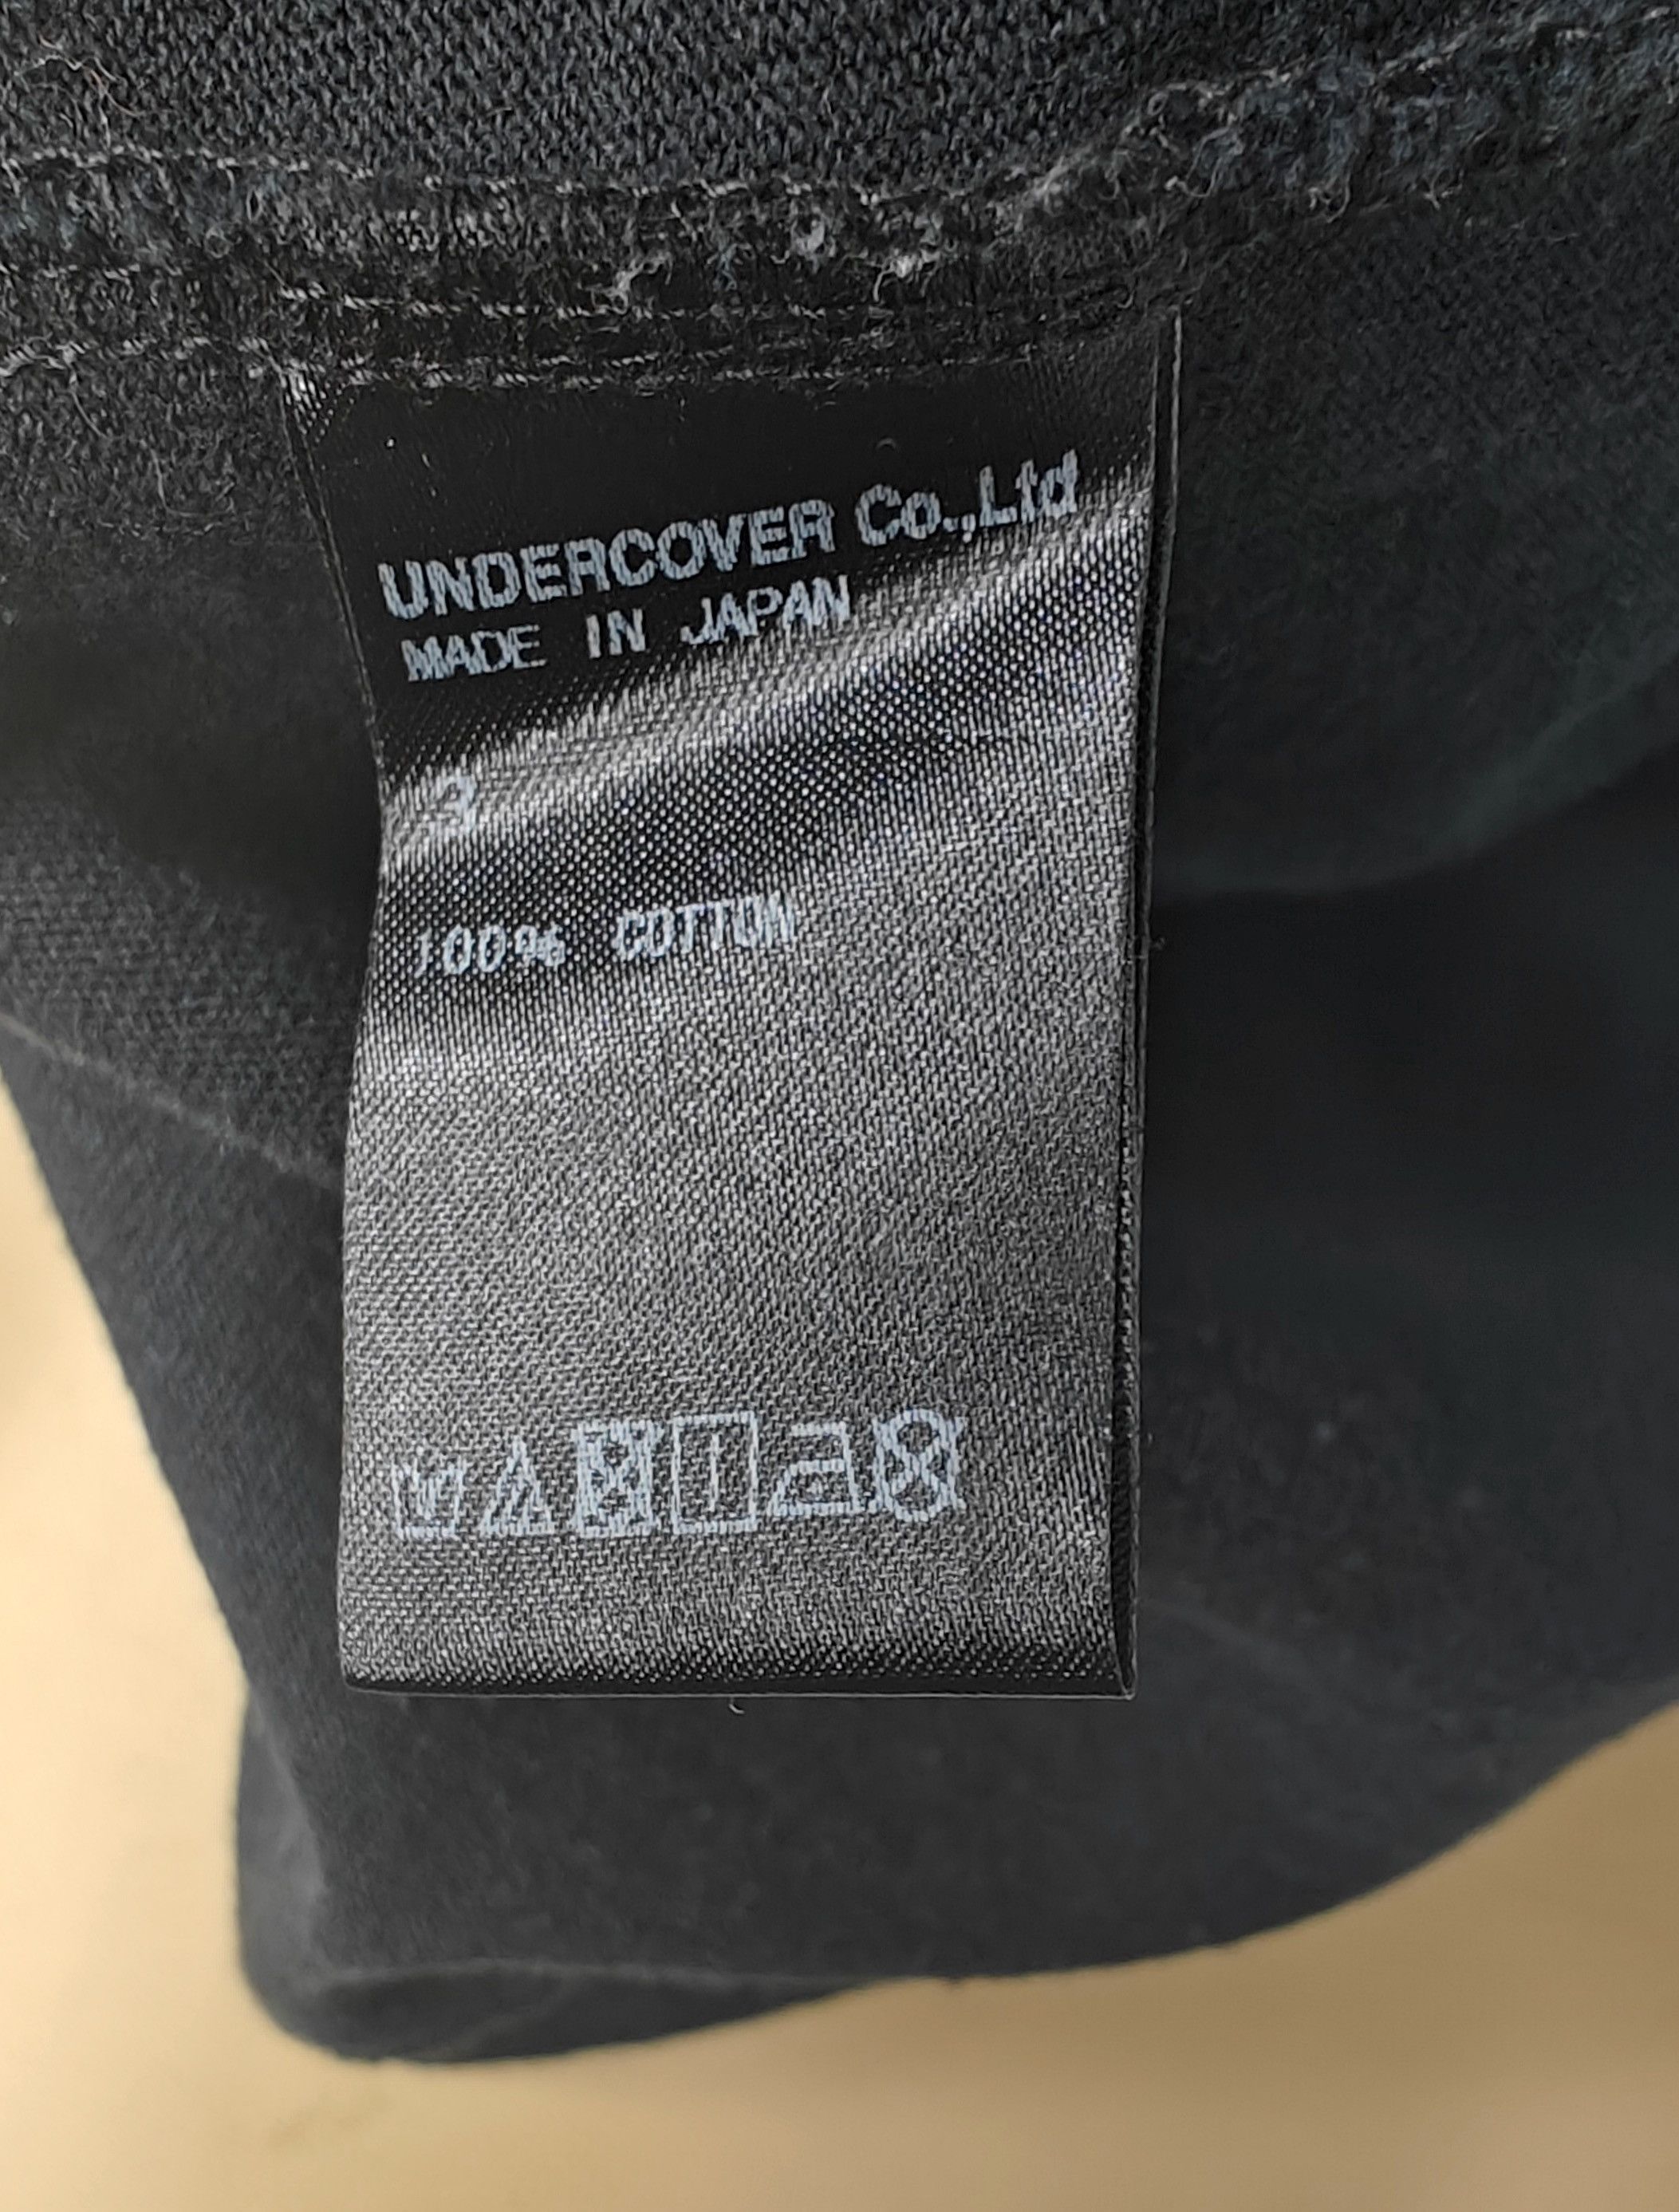 UNDERCOVER Co.,Ltd
MADE IN JAPAN
3
100% COTTON